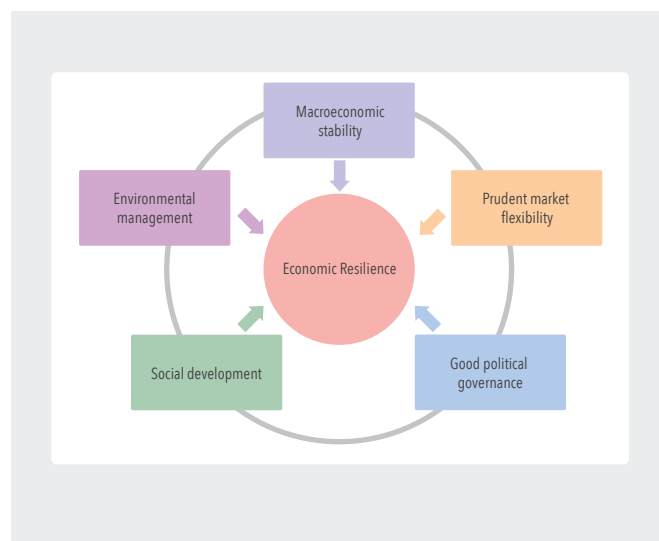 Macroeconomic
stability
Environmental
management
Prudent market
flexibility
Economic Resilience
Social development
Good political
governance